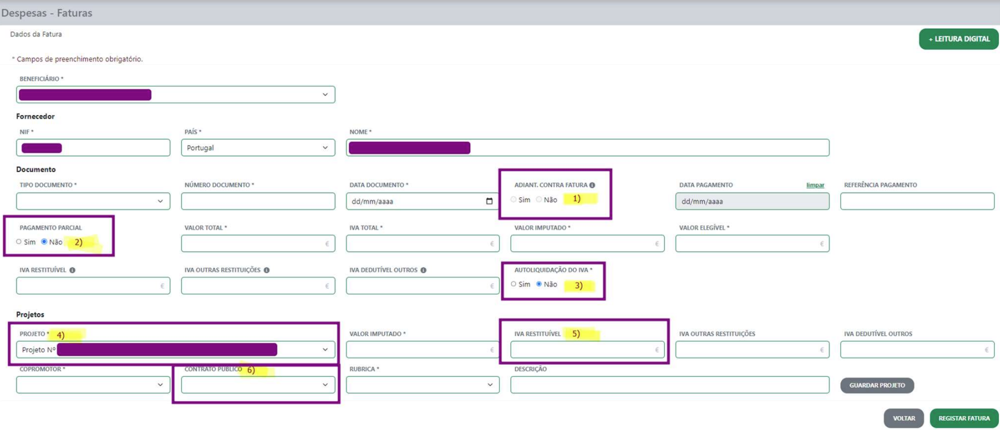 Despesas - Faturas
Dados da Fatura
+ LEITURA DIGITAL
* Campos de preenchimento obrigatório.
BENEFICIÁRIO *
Fornecedor
NIF * PAÍS * NOME *
Portugal
Documento
TIPO DOCUMENTO * NÚMERO DOCUMENTO * DATA DOCUMENTO * ADIANT. CONTRA FATURA DATA PAGAMENTO limpar REFERÊNCIA PAGAMENTO
dd/mm/aaaa Sim Não 1) dd/mm/aaaa
PAGAMENTO PARCIAL VALOR TOTAL * IVA TOTAL * VALOR IMPUTADO * VALOR ELEGÍVEL *
Sim Não 2) € € € €
IVA RESTITUÍVEL IVA OUTRAS RESTITUIÇÕES IVA DEDUTÍVEL OUTROS AUTOLIQUIDAÇÃO DO IVA *
€ € € Sim Não 3)
Projetos
PROJETO * 4) VALOR IMPUTADO * IVA RESTITUÍVEL 5) IVA OUTRAS RESTITUIÇÕES IVA DEDUTÍVEL OUTROS
Projeto Nº € € € €
COPROMOTOR * CONTRATO PÚBLICO 6) RUBRICA * DESCRIÇÃO
GUARDAR PROJETO
VOLTAR REGISTAR FATURA